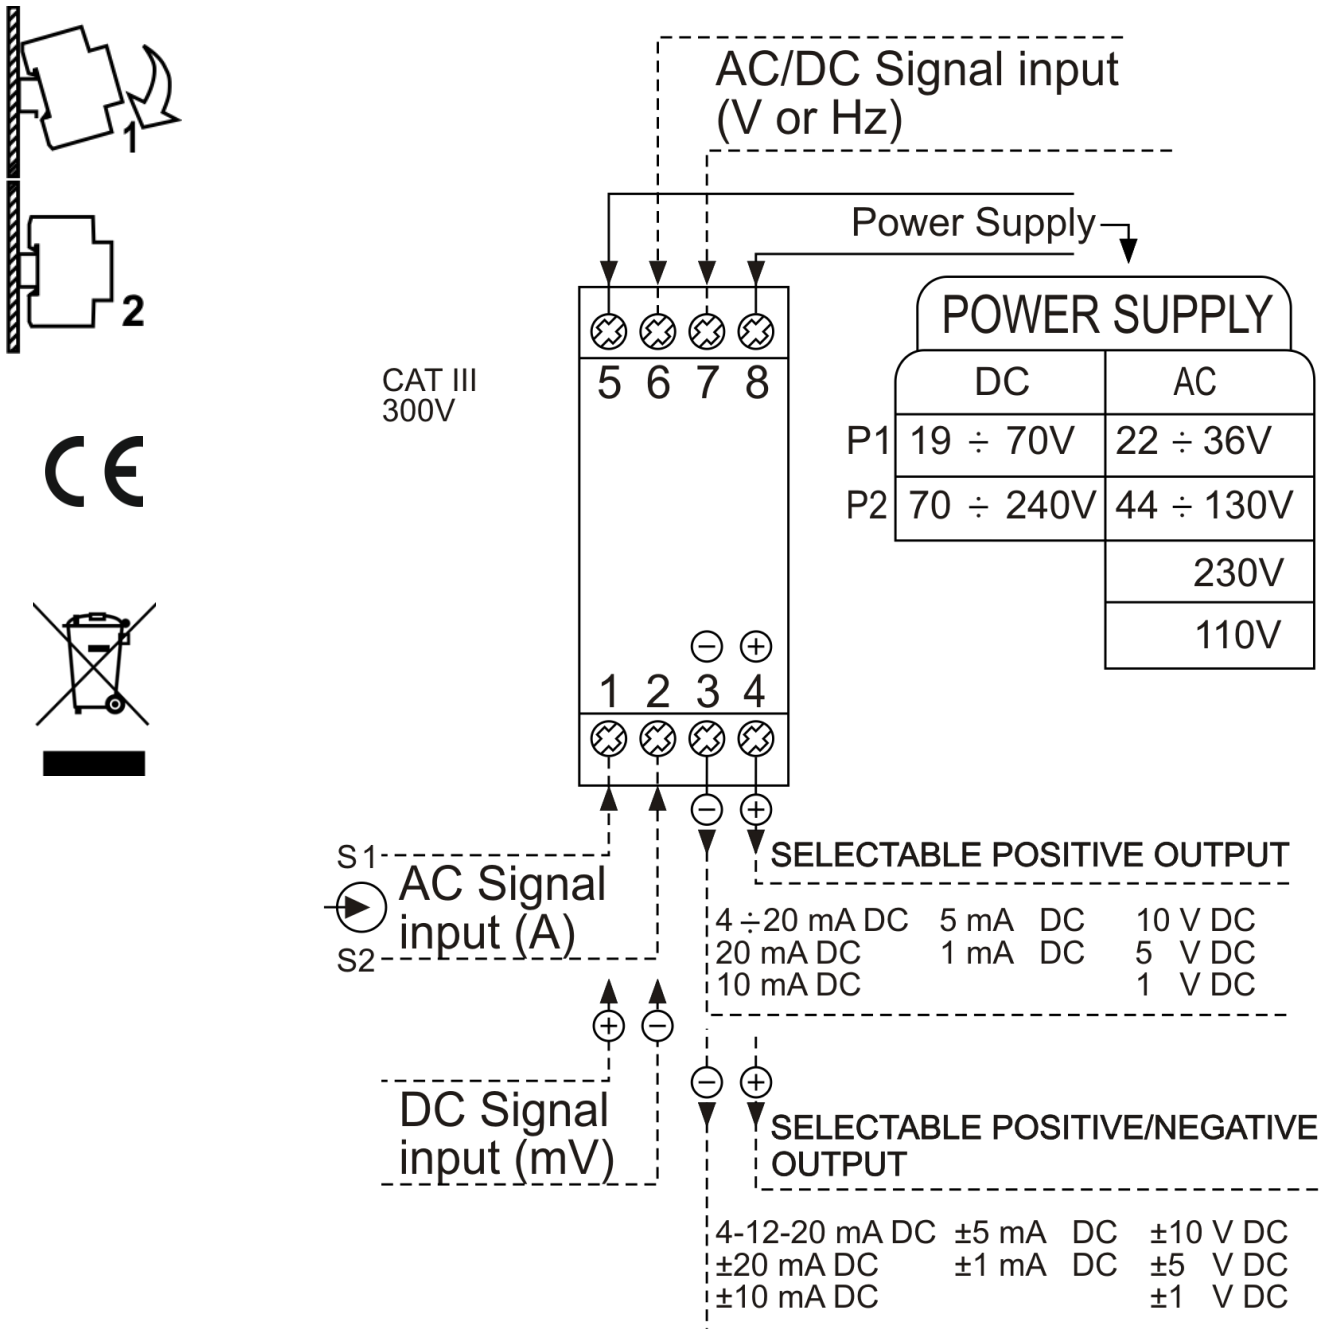 1
2
CE
CAT III
300V
AC/DC Signal input
(V or Hz)
Power Supply
POWER SUPPLY
DC AC
P1 19 ÷ 70V 22 ÷ 36V
P2 70 ÷ 240V 44 ÷ 130V
230V
110V
5 6 7 8
− +
1 2 3 4
− +
S1
AC Signal
input (A)
S2
+ −
DC Signal
input (mV)
SELECTABLE POSITIVE OUTPUT
4 ÷20 mA DC 5 mA DC 10 V DC
20 mA DC 1 mA DC 5 V DC
10 mA DC 1 V DC
− +
SELECTABLE POSITIVE/NEGATIVE
OUTPUT
4-12-20 mA DC ±5 mA DC ±10 V DC
±20 mA DC ±1 mA DC ±5 V DC
±10 mA DC ±1 V DC